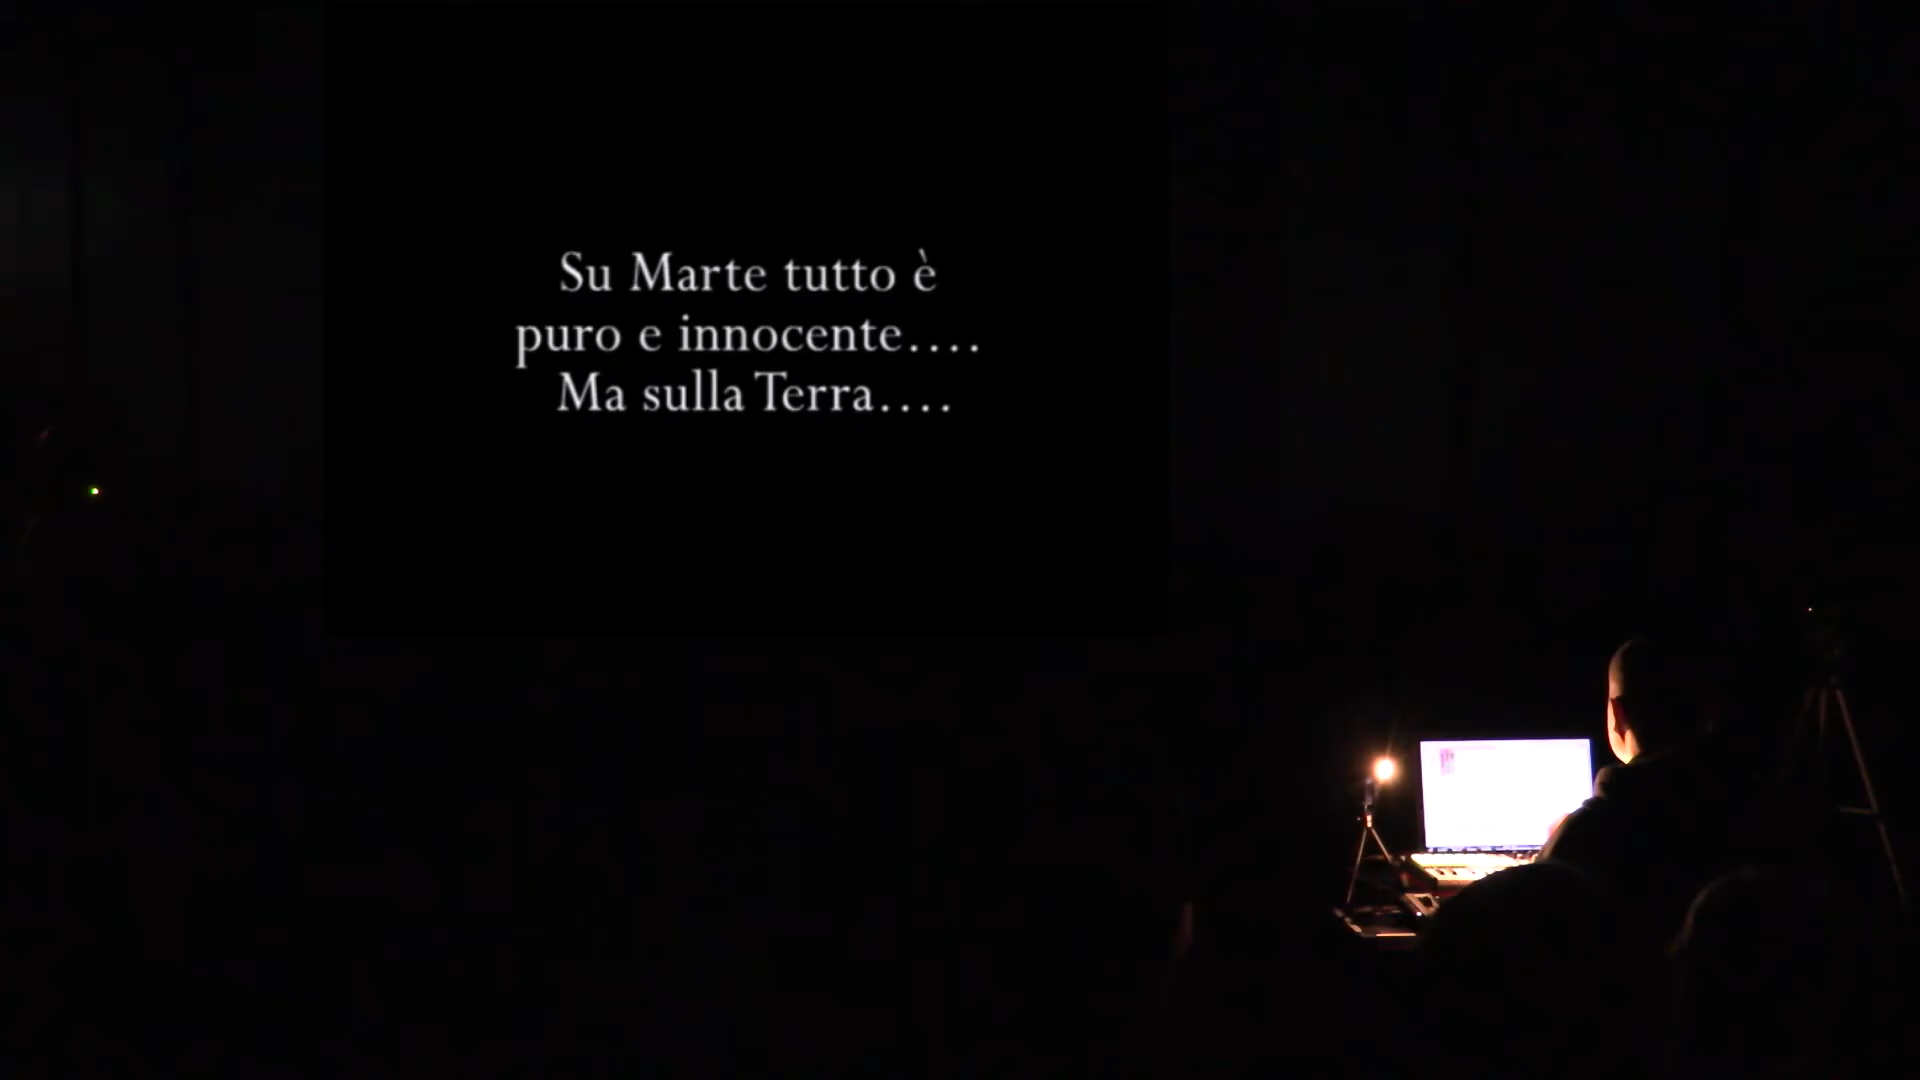 Su Marte tutto è
puro e innocente....
Ma sulla Terra....